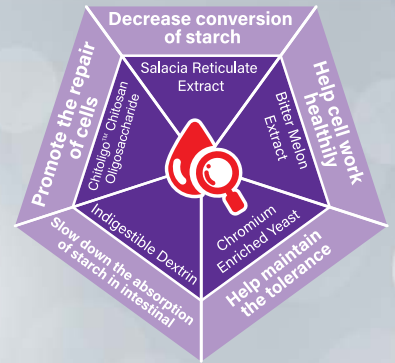 Decrease conversion
of starch
Salacia Reticulate
Extract
Help cell work
healthily
Bitter Melon
Extract
Help maintain
the tolerance
Chromium
Enriched Yeast
Slow down the absorption
of starch in intestinal
Indigestible Dextrin
Promote the repair
of cells
Chitoligo™ Chitosan
Oligosaccharide